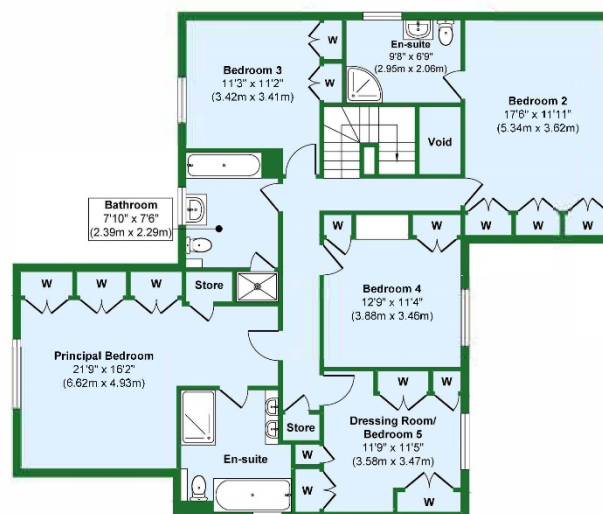 W
Bedroom 3
11'3" x 11'2"
(3.42m x 3.41m)
W
En-suite
9'8" x 6'9"
(2.95m x 2.06m)
Void
Bedroom 2
17'6" x 11'11"
(5.34m x 3.62m)
W
W
W
Bathroom
7'10" x 7'6"
(2.39m x 2.29m)
W
W
Bedroom 4
12'9" x 11'4"
(3.88m x 3.46m)
W
W
W
Store
Principal Bedroom
21'9" x 16'2"
(6.62m x 4.93m)
En-suite
Store
W
W
W
W
Dressing Room/
Bedroom 5
11'9" x 11'5"
(3.58m x 3.47m)
W